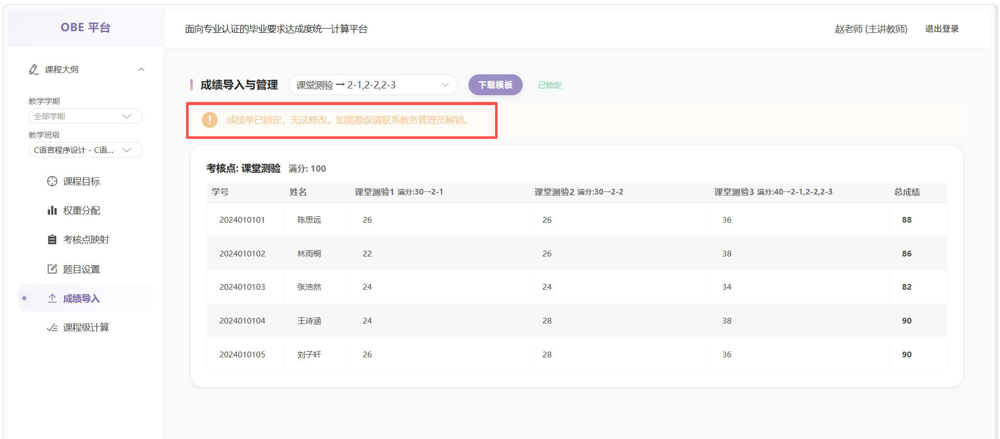 OBE 平台
面向专业认证的毕业要求达成度统一计算平台
赵老师 (主讲教师)
退出登录
课程大纲
教学学期
全部学期
教学班级
C语言程序设计 - C语...
课程目标
权重分配
考核点映射
题目设置
成绩导入
课程级计算
成绩导入与管理
课堂测验 → 2-1,2-2,2-3
下载模板
已锁定
成绩单已锁定，无法修改。如需勘误请联系教务管理员解锁。
考核点: 课堂测验 满分: 100
学号 姓名 课堂测验1 满分:30→2-1 课堂测验2 满分:30→2-2 课堂测验3 满分:40→2-1,2-2,2-3 总成绩
2024010101 陈思远 26 26 36 88
2024010102 林雨桐 22 26 38 86
2024010103 张浩然 24 24 34 82
2024010104 王诗涵 24 28 38 90
2024010105 刘子轩 26 28 36 90